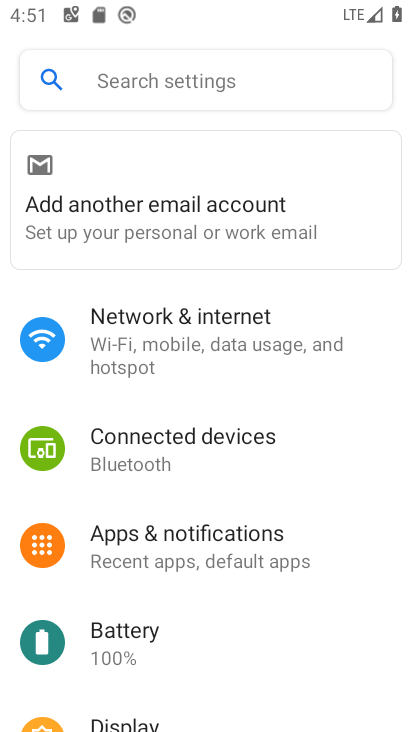 4:51
LTE
Search settings
Add another email account
Set up your personal or work email
Network & internet
Wi-Fi, mobile, data usage, and
hotspot
Connected devices
Bluetooth
Apps & notifications
Recent apps, default apps
Battery
100%
Display